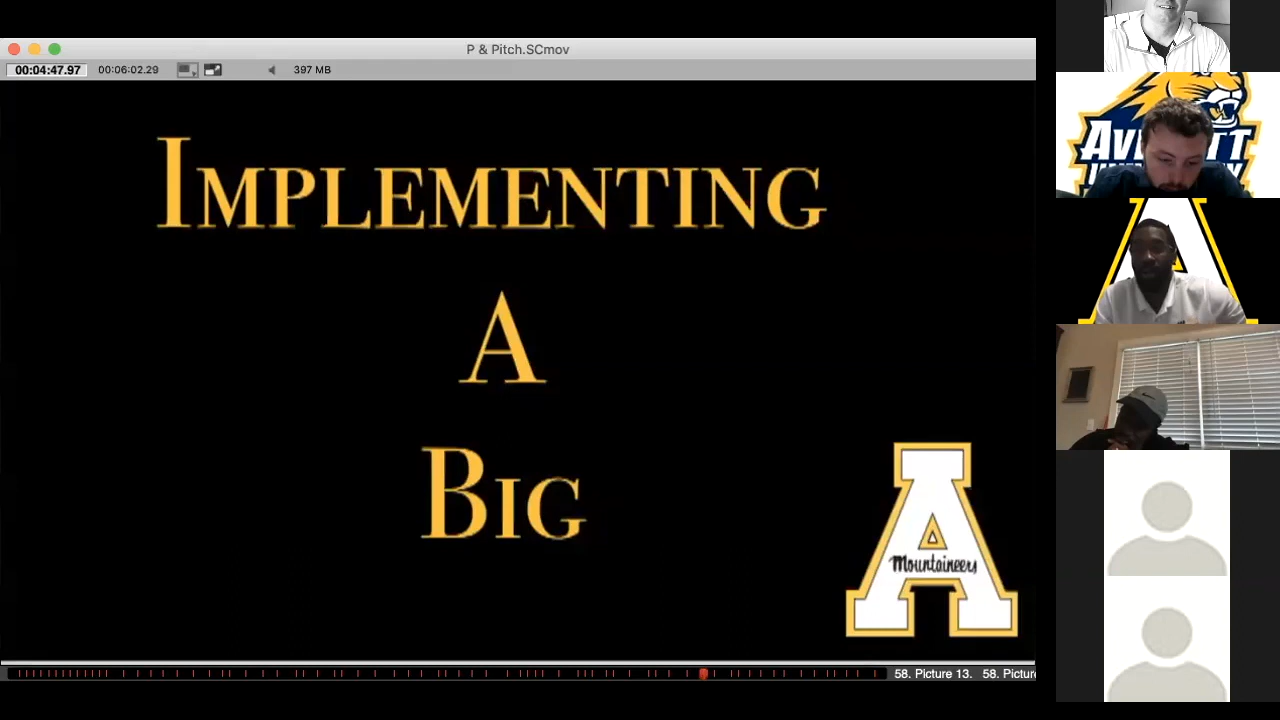 P & Pitch.SCmov
00:04:47.97 00:06:02.29 397 MB
IMPLEMENTING
A
BIG
A
Mountaineers
58. Picture 13. 58. Pictur